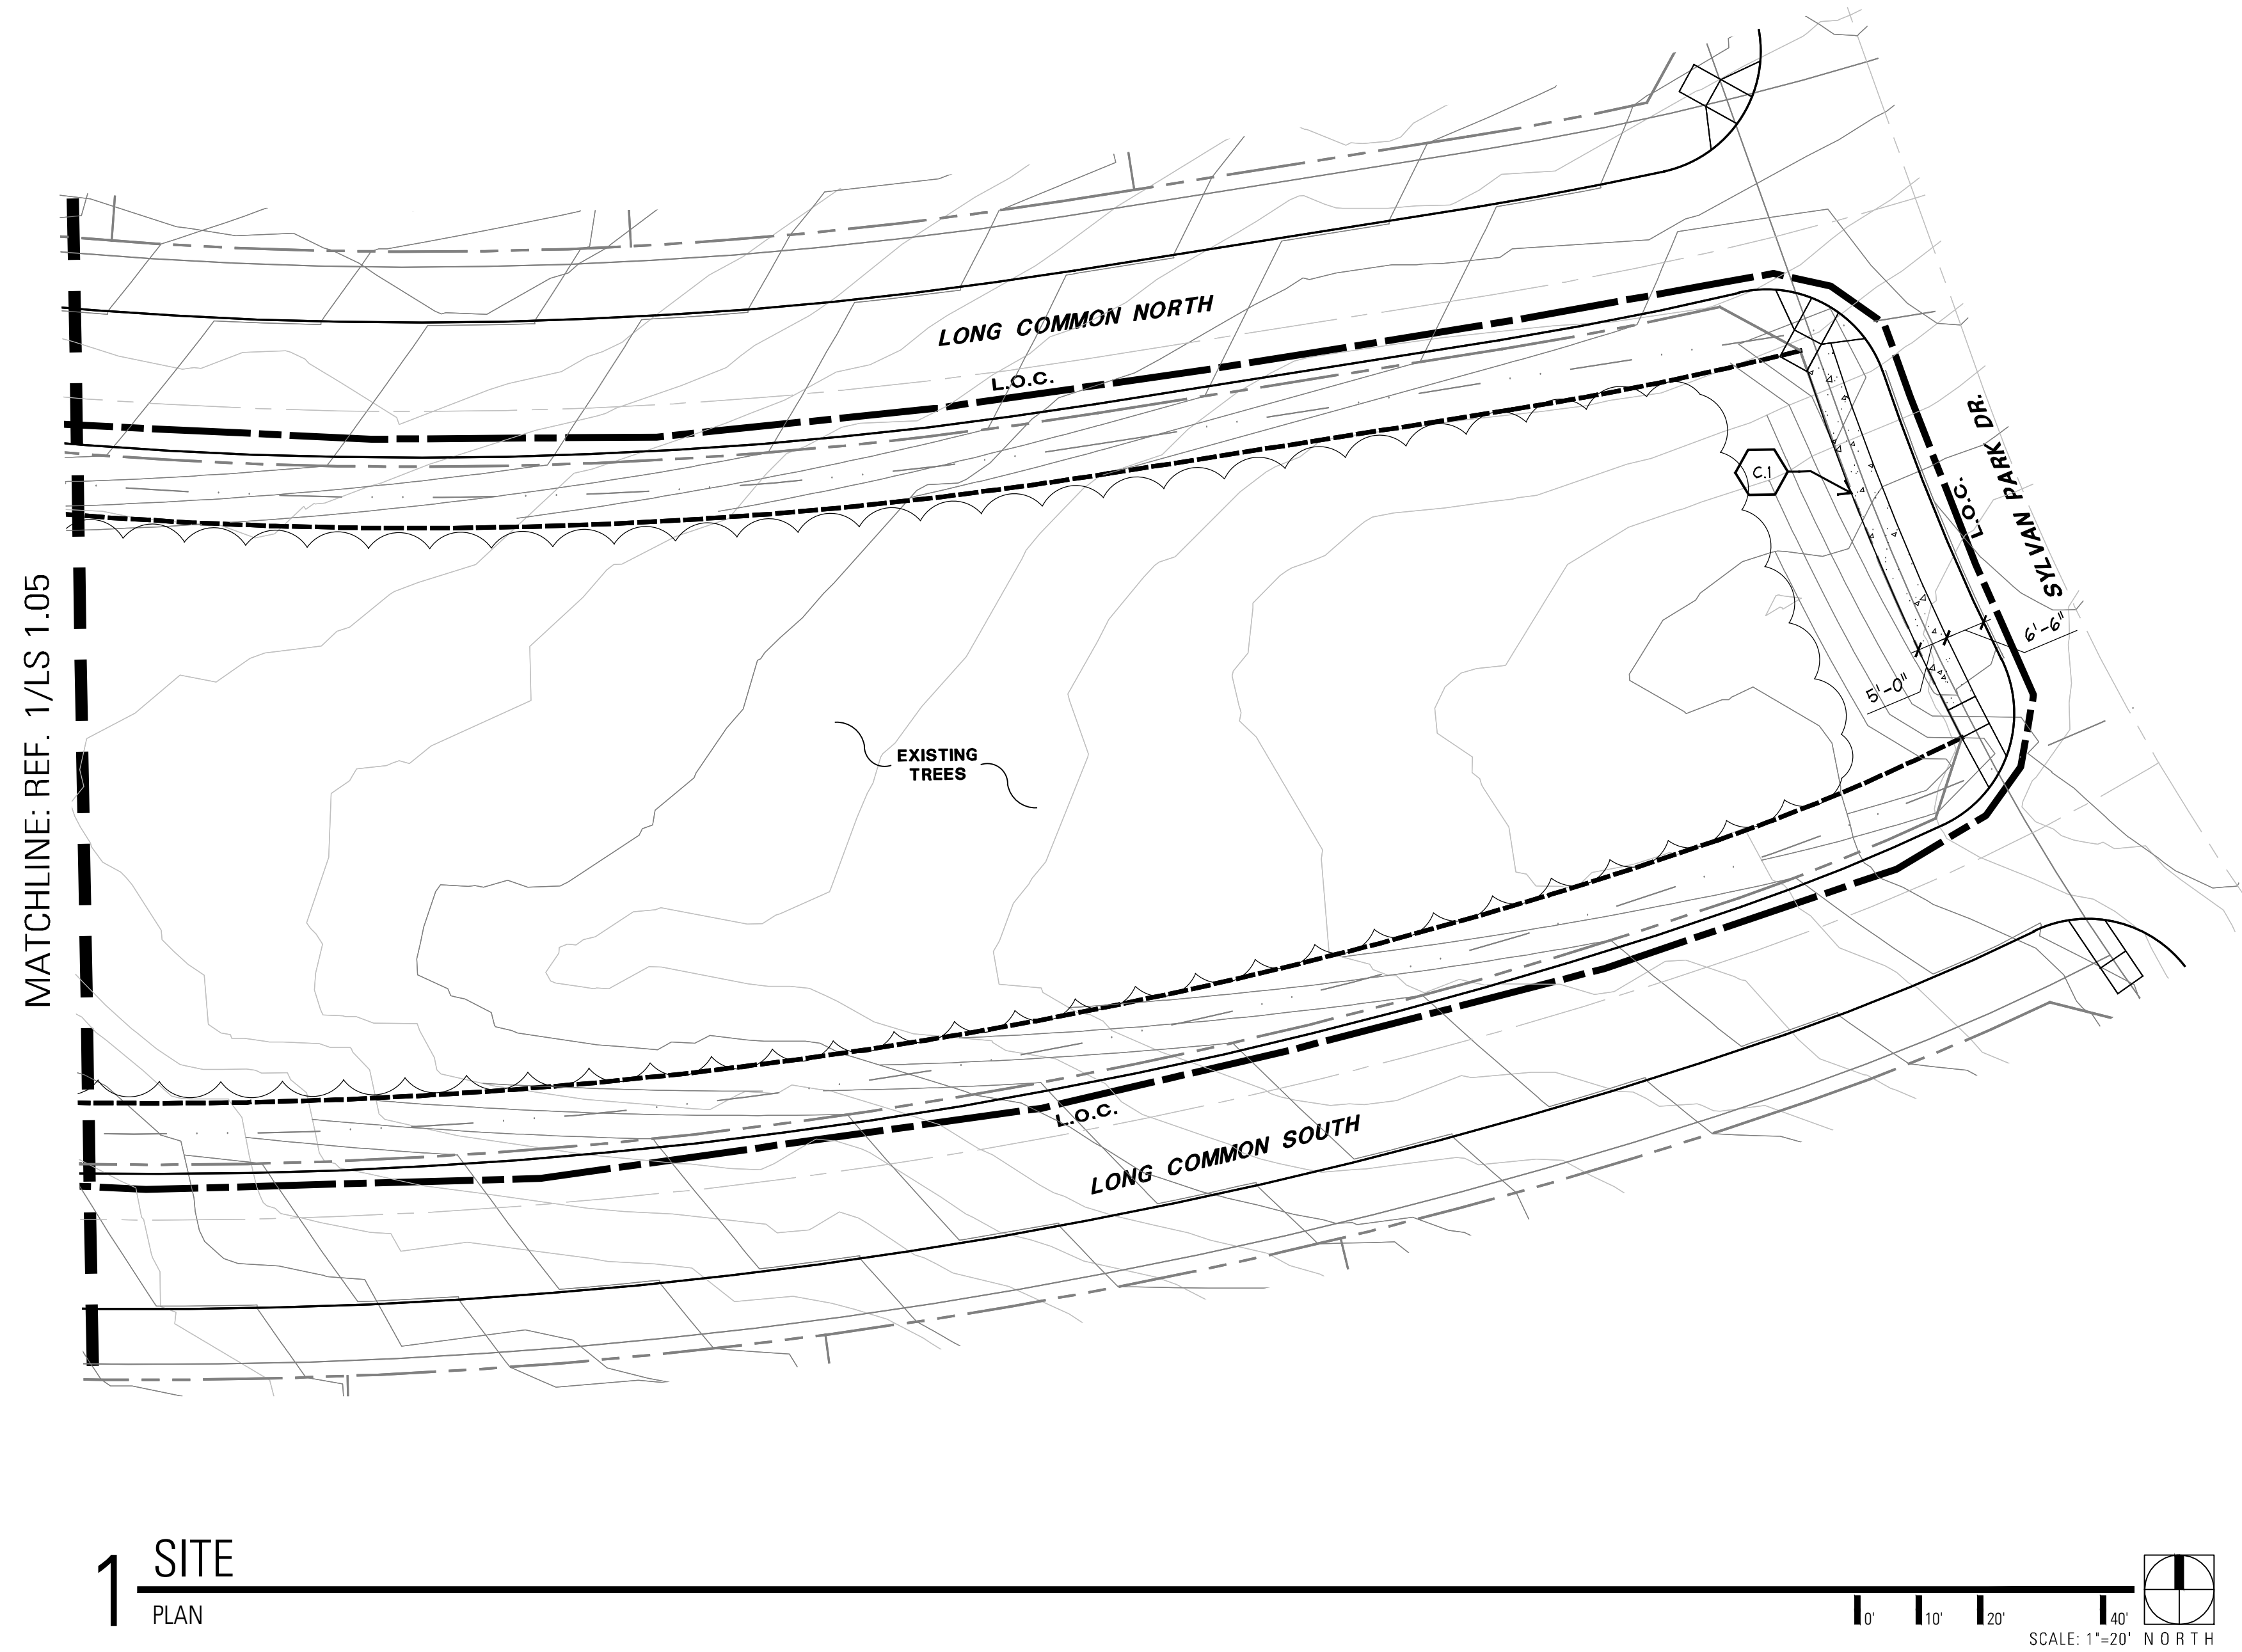 LONG COMMON NORTH
L.O.C.
SYLVAN PARK DR.
L.O.C.
C.1
6'-6"
5'-0"
MATCHLINE: REF. 1/LS 1.05
EXISTING
TREES
L.O.C.
LONG COMMON SOUTH
1
SITE
PLAN
0' 10' 20' 40'
SCALE: 1"=20' NORTH